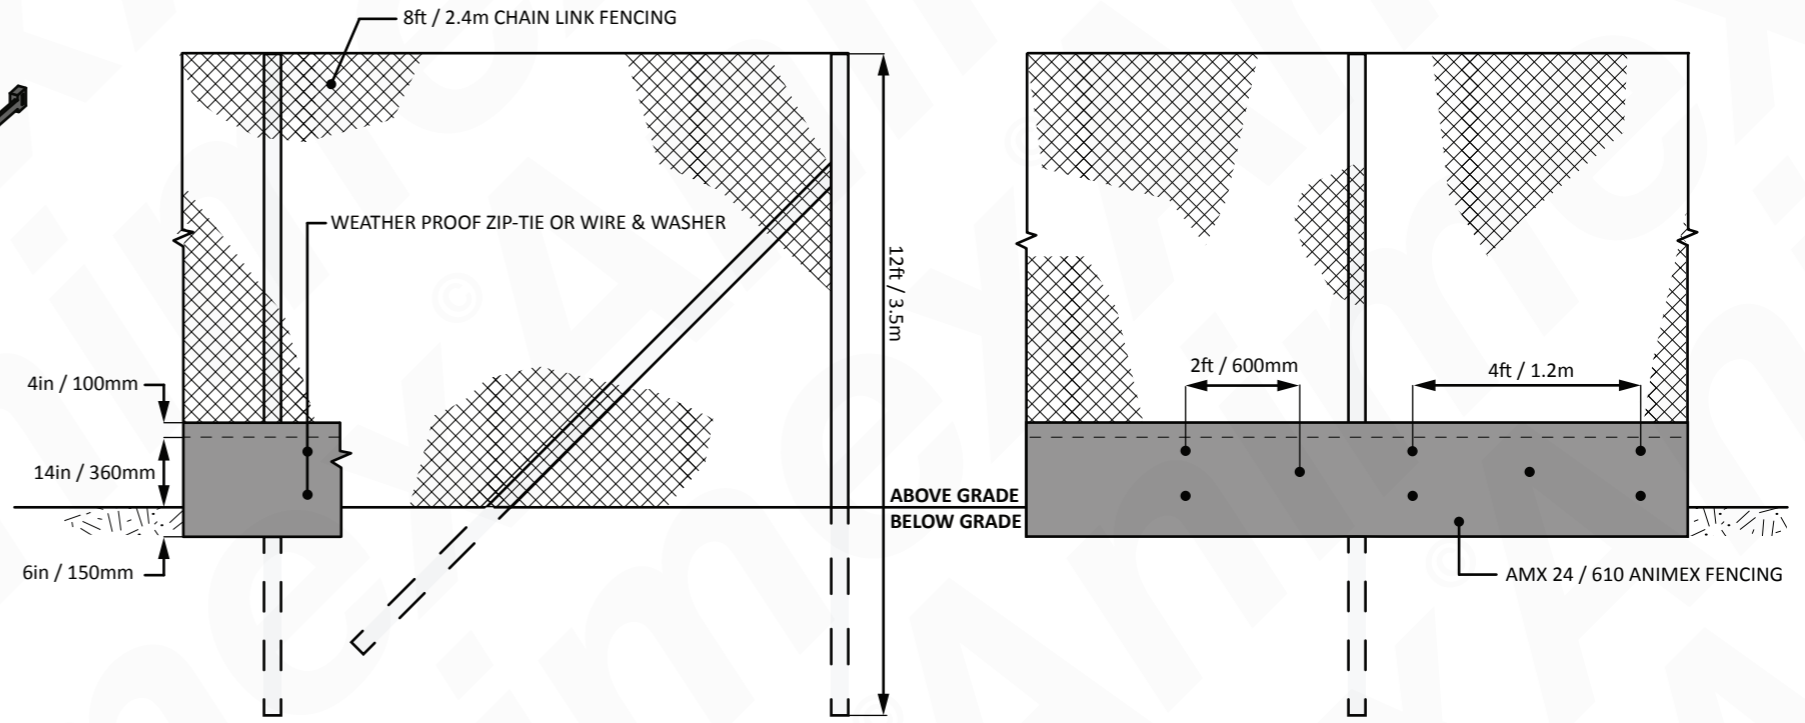 8ft / 2.4m CHAIN LINK FENCING
WEATHER PROOF ZIP-TIE OR WIRE & WASHER
12ft / 3.5m
4in / 100mm
14in / 360mm
6in / 150mm
ABOVE GRADE
BELOW GRADE
2ft / 600mm
4ft / 1.2m
AMX 24 / 610 ANIMEX FENCING